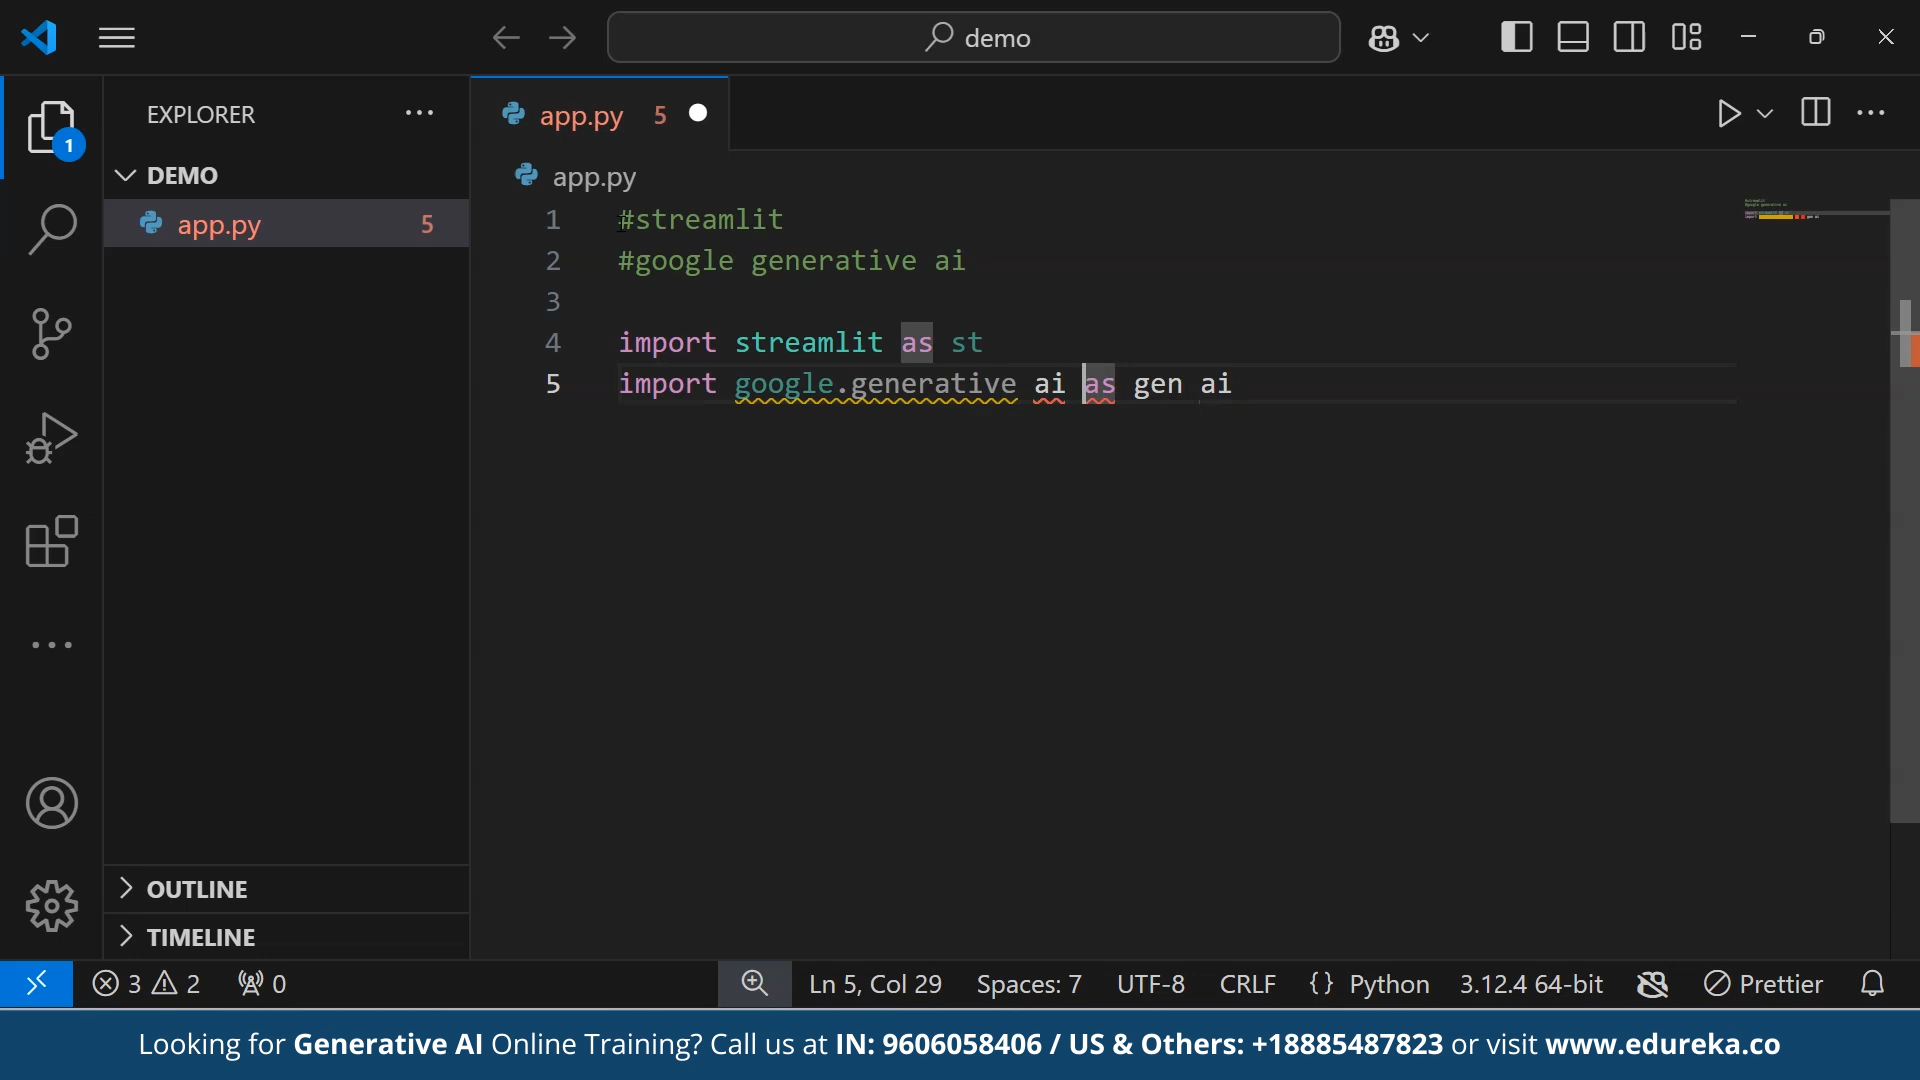 demo
EXPLORER
DEMO
app.py 5
OUTLINE
TIMELINE
1
app.py 5
app.py
1 #streamlit
2 #google generative ai
3
4 import streamlit as st
5 import google.generative ai as gen ai
3 2 0
Ln 5, Col 29 Spaces: 7 UTF-8 CRLF {} Python 3.12.4 64-bit Prettier
Looking for Generative AI Online Training? Call us at IN: 9606058406 / US & Others: +18885487823 or visit www.edureka.co